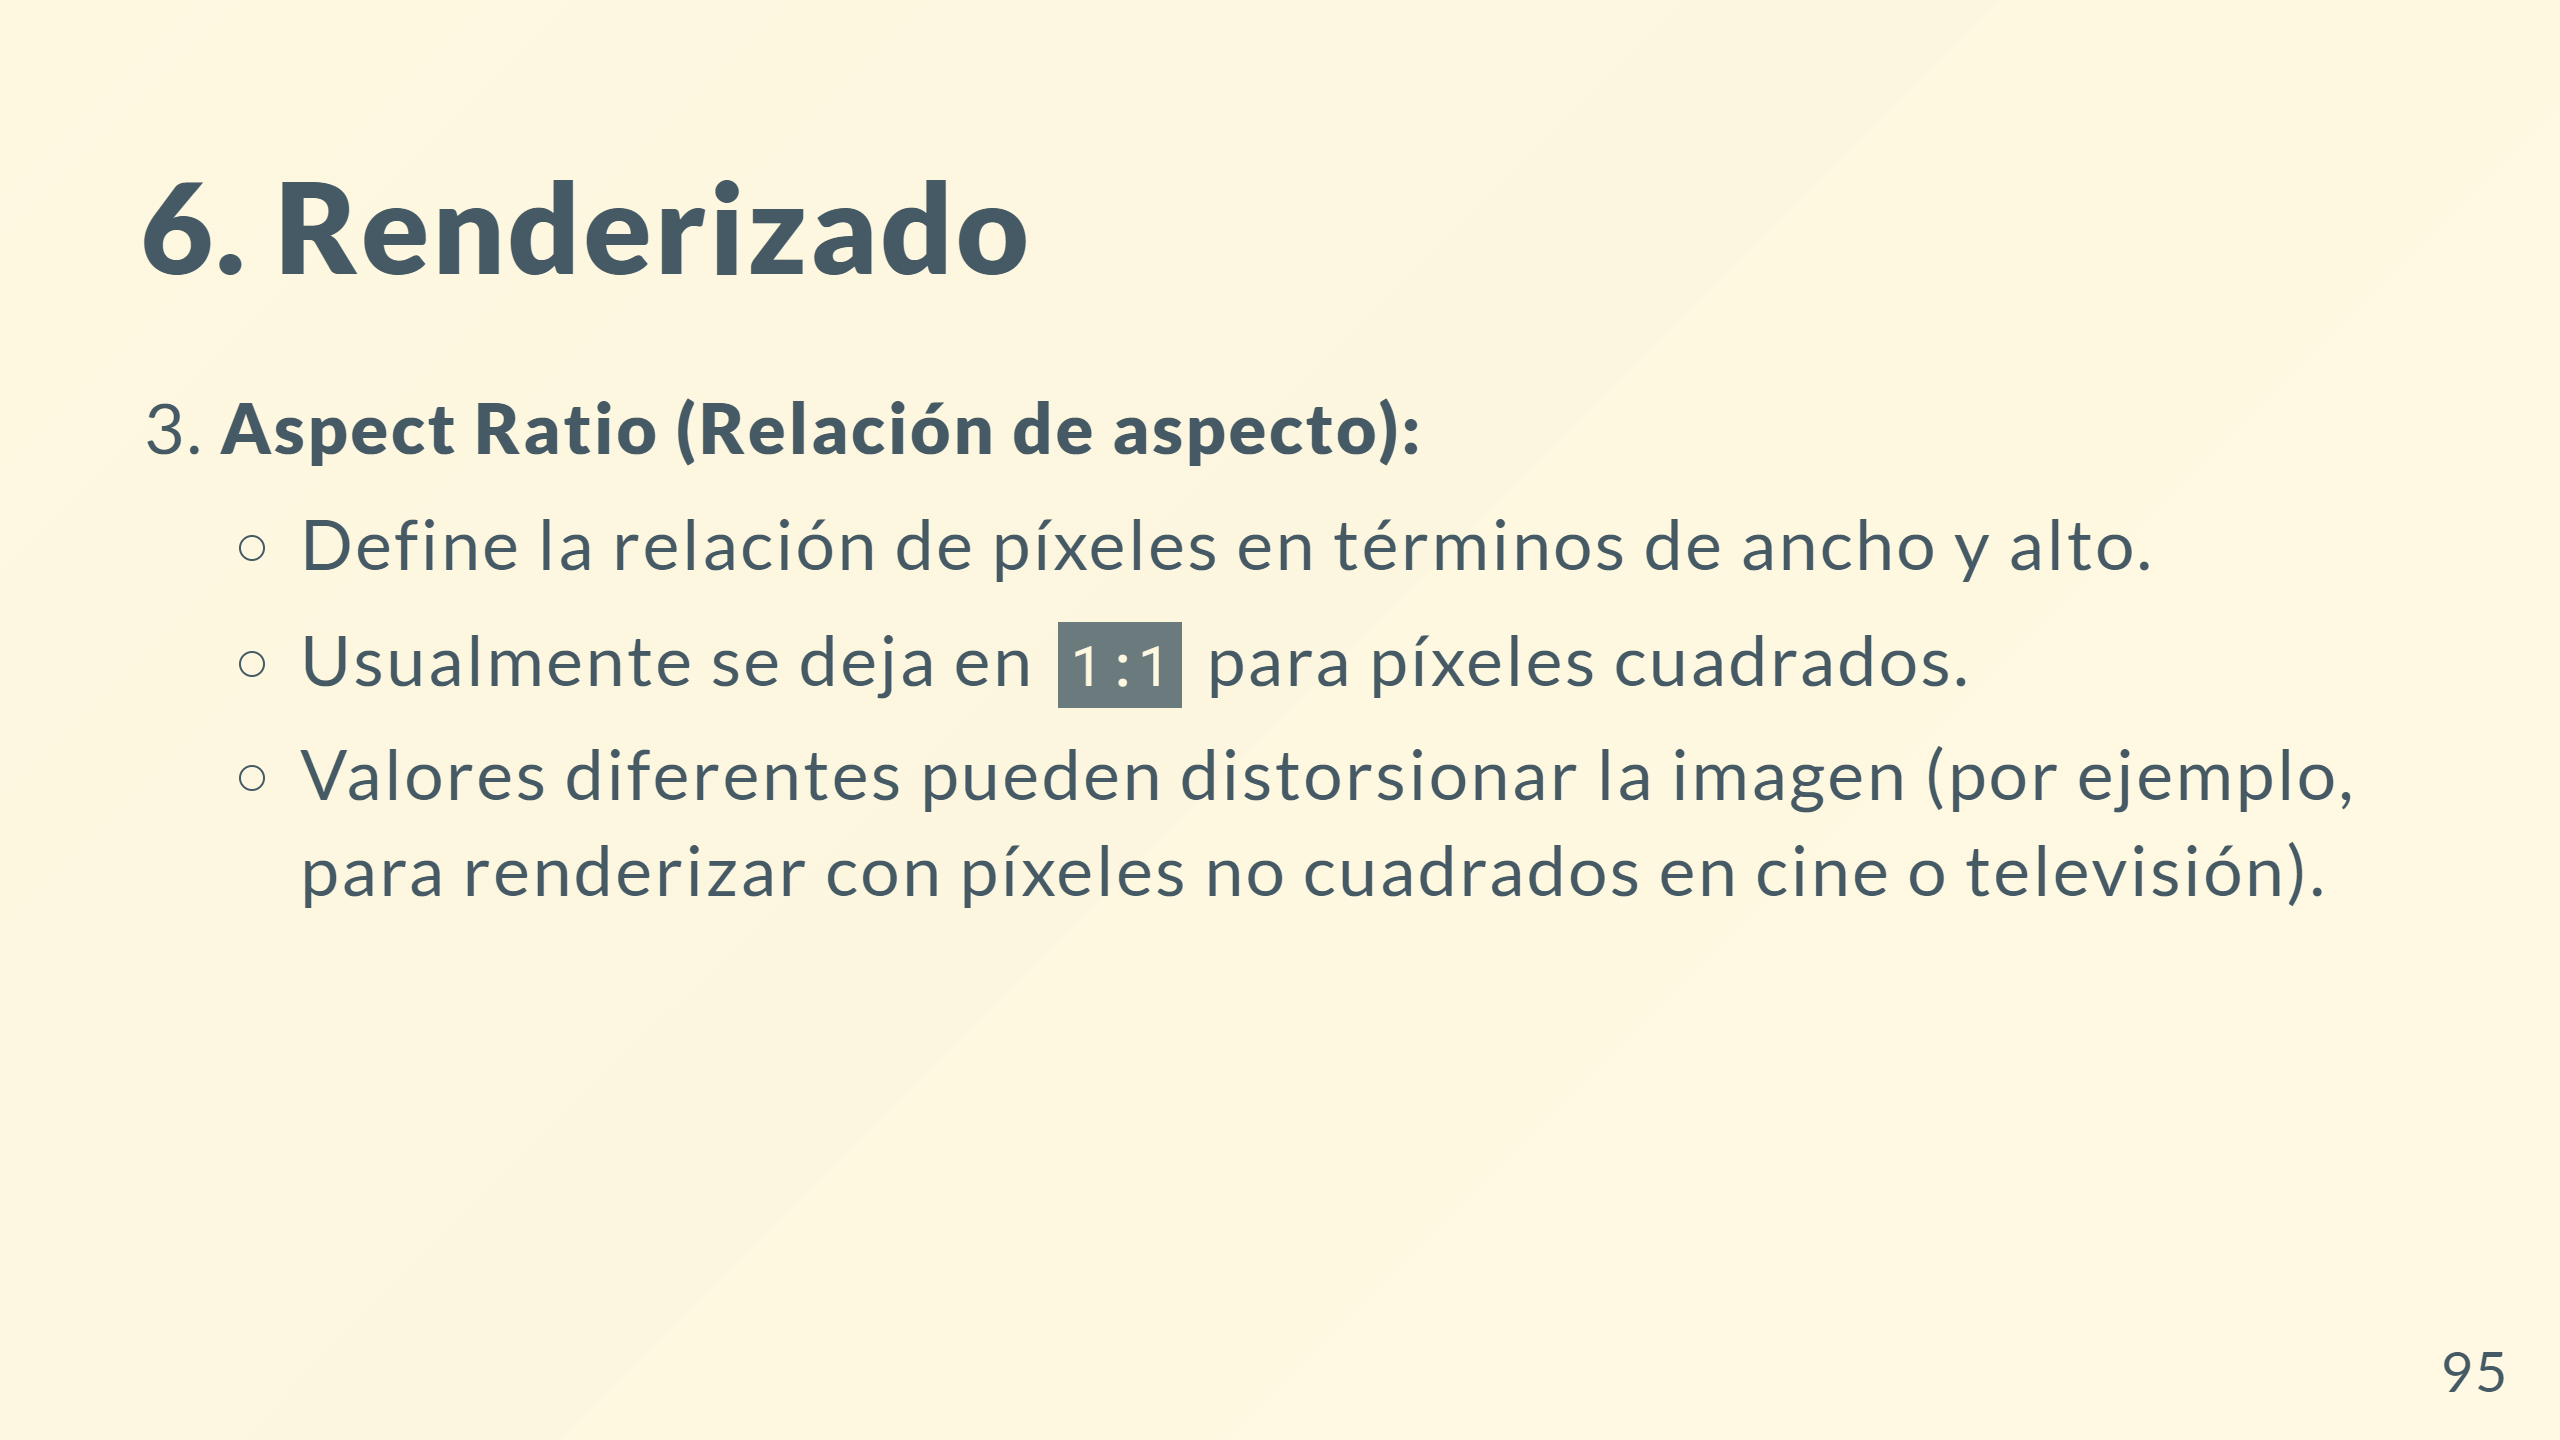 6. Renderizado
3. Aspect Ratio (Relación de aspecto):
○ Define la relación de píxeles en términos de ancho y alto.
○ Usualmente se deja en 1:1 para píxeles cuadrados.
○ Valores diferentes pueden distorsionar la imagen (por ejemplo,
para renderizar con píxeles no cuadrados en cine o televisión).
95